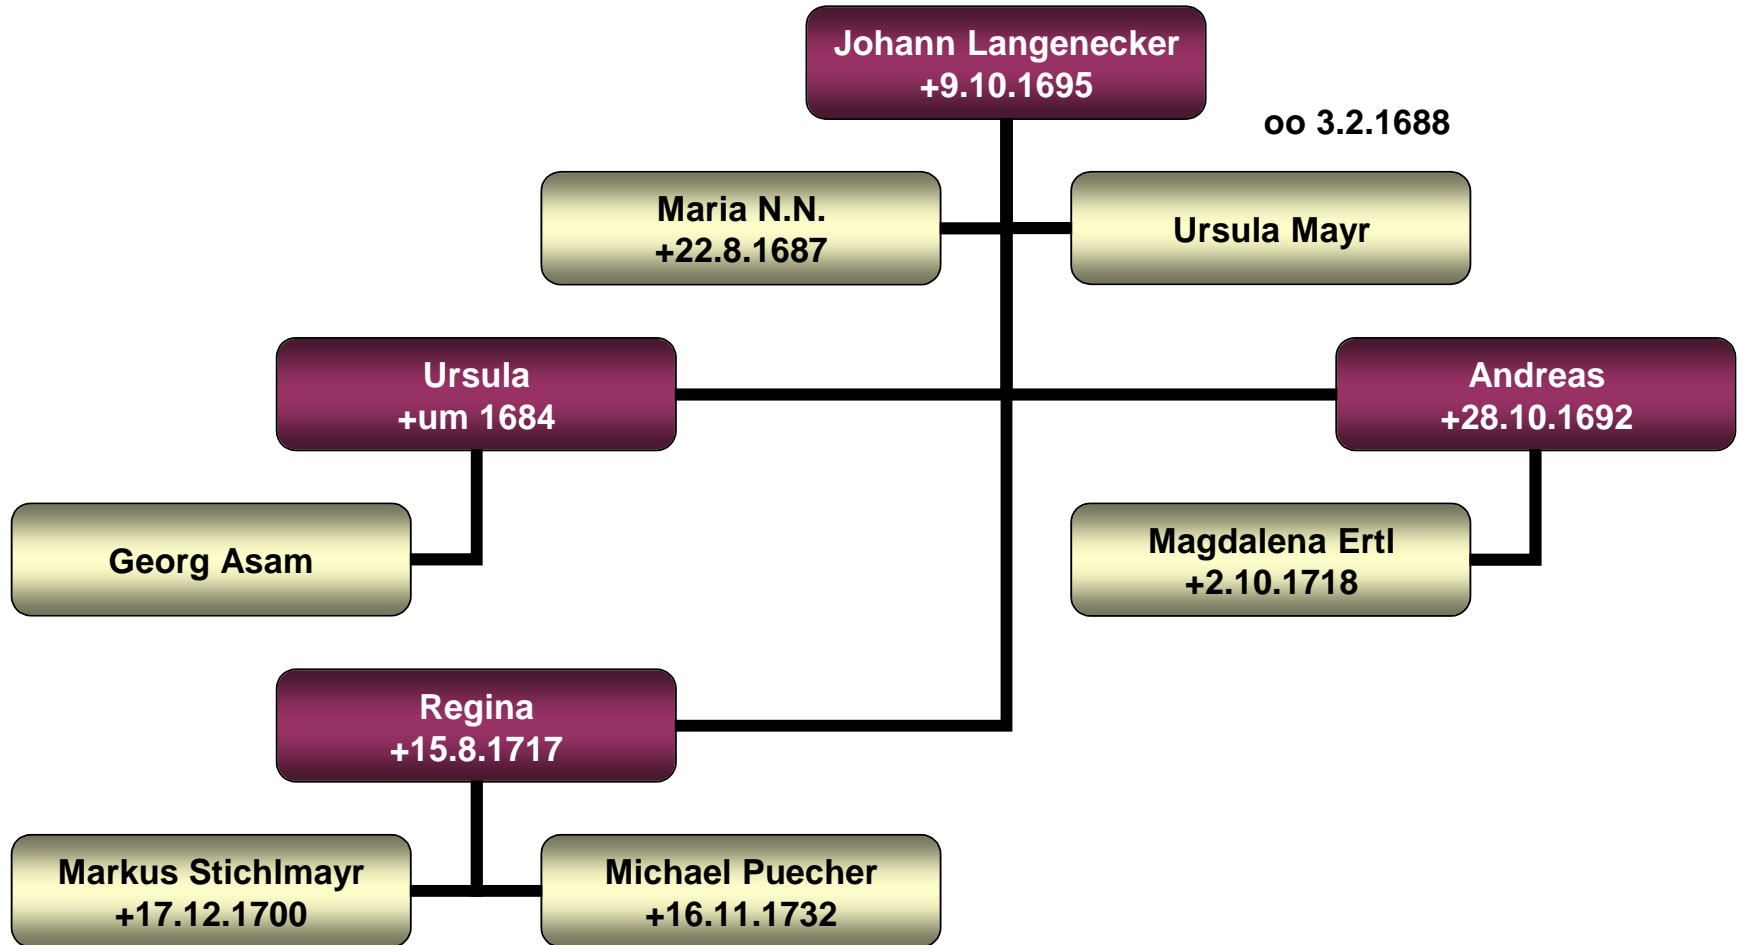 Johann Langenecker
+9.10.1695
oo 3.2.1688
Maria N.N.
+22.8.1687
Ursula Mayr
Ursula
+um 1684
Andreas
+28.10.1692
Georg Asam
Magdalena Ertl
+2.10.1718
Regina
+15.8.1717
Markus Stichlmayr
+17.12.1700
Michael Puecher
+16.11.1732